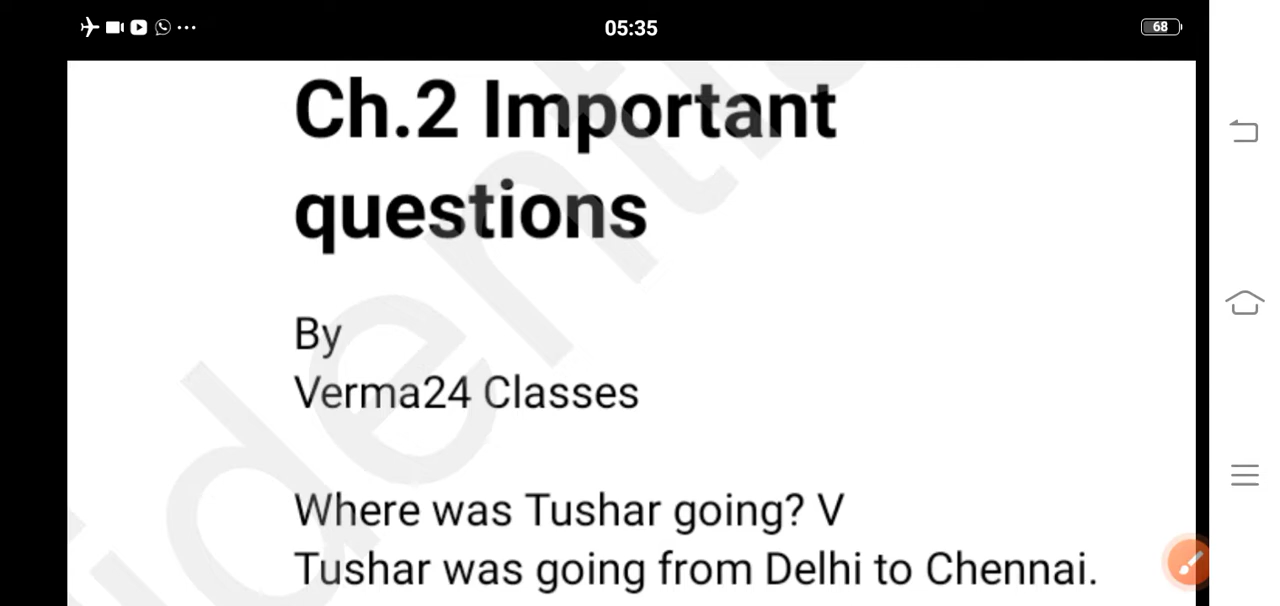 05:35
68
Ch.2 Important
questions
By
Verma24 Classes
Where was Tushar going? V
Tushar was going from Delhi to Chennai.